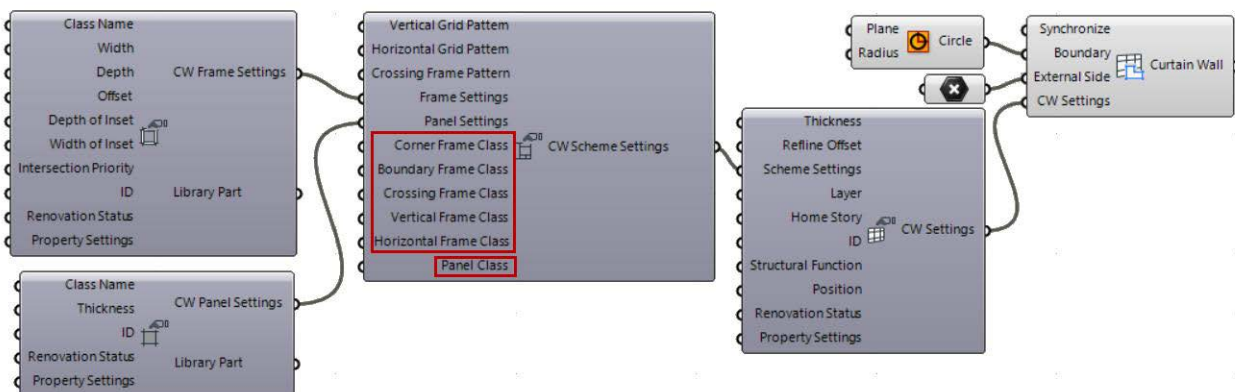 Class Name
Width
Depth
Offset
Depth of Inset
Width of Inset
Intersection Priority
ID
Renovation Status
Property Settings
CW Frame Settings
Library Part
Class Name
Thickness
ID
Renovation Status
Property Settings
CW Panel Settings
Library Part
Vertical Grid Pattern
Horizontal Grid Pattern
Crossing Frame Pattern
Frame Settings
Panel Settings
Corner Frame Class
Boundary Frame Class
Crossing Frame Class
Vertical Frame Class
Horizontal Frame Class
Panel Class
CW Scheme Settings
Thickness
Refline Offset
Scheme Settings
Layer
Home Story
ID
Structural Function
Position
Renovation Status
Property Settings
CW Settings
Plane
Radius
Circle
Synchronize
Boundary
External Side
CW Settings
Curtain Wall